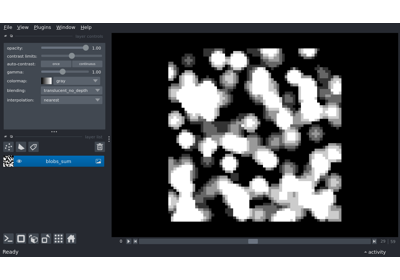 File View Plugins Window Help
opacity: 1.00
contrast limits:
auto-contrast: once continuous
gamma: 1.00
colormap: gray
blending: translucent_no_depth
interpolation: nearest
blobs_sum
Ready
activity